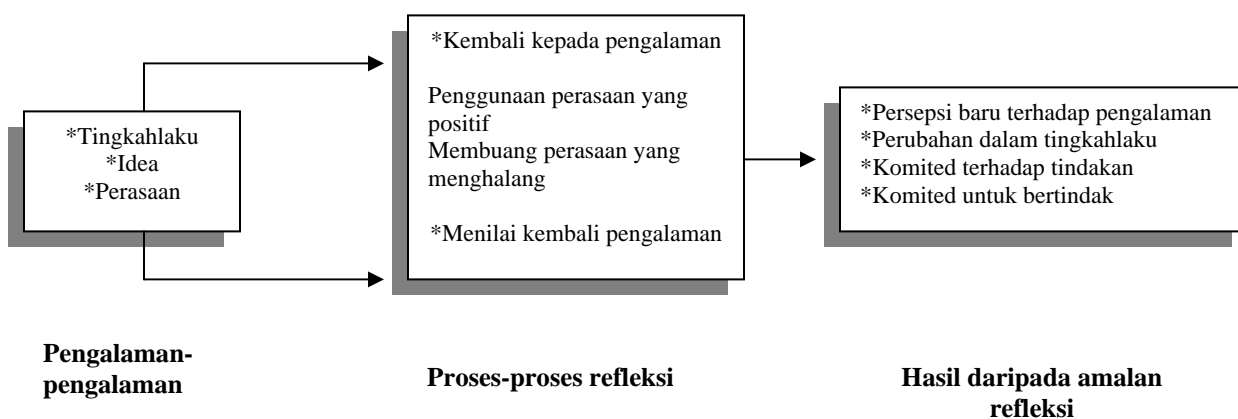 *Tingkahlaku
*Idea
*Perasaan
*Kembali kepada pengalaman
Penggunaan perasaan yang
positif
Membuang perasaan yang
menghalang
*Menilai kembali pengalaman
*Persepsi baru terhadap pengalaman
*Perubahan dalam tingkahlaku
*Komited terhadap tindakan
*Komited untuk bertindak
Pengalaman-
pengalaman
Proses-proses refleksi
Hasil daripada amalan
refleksi